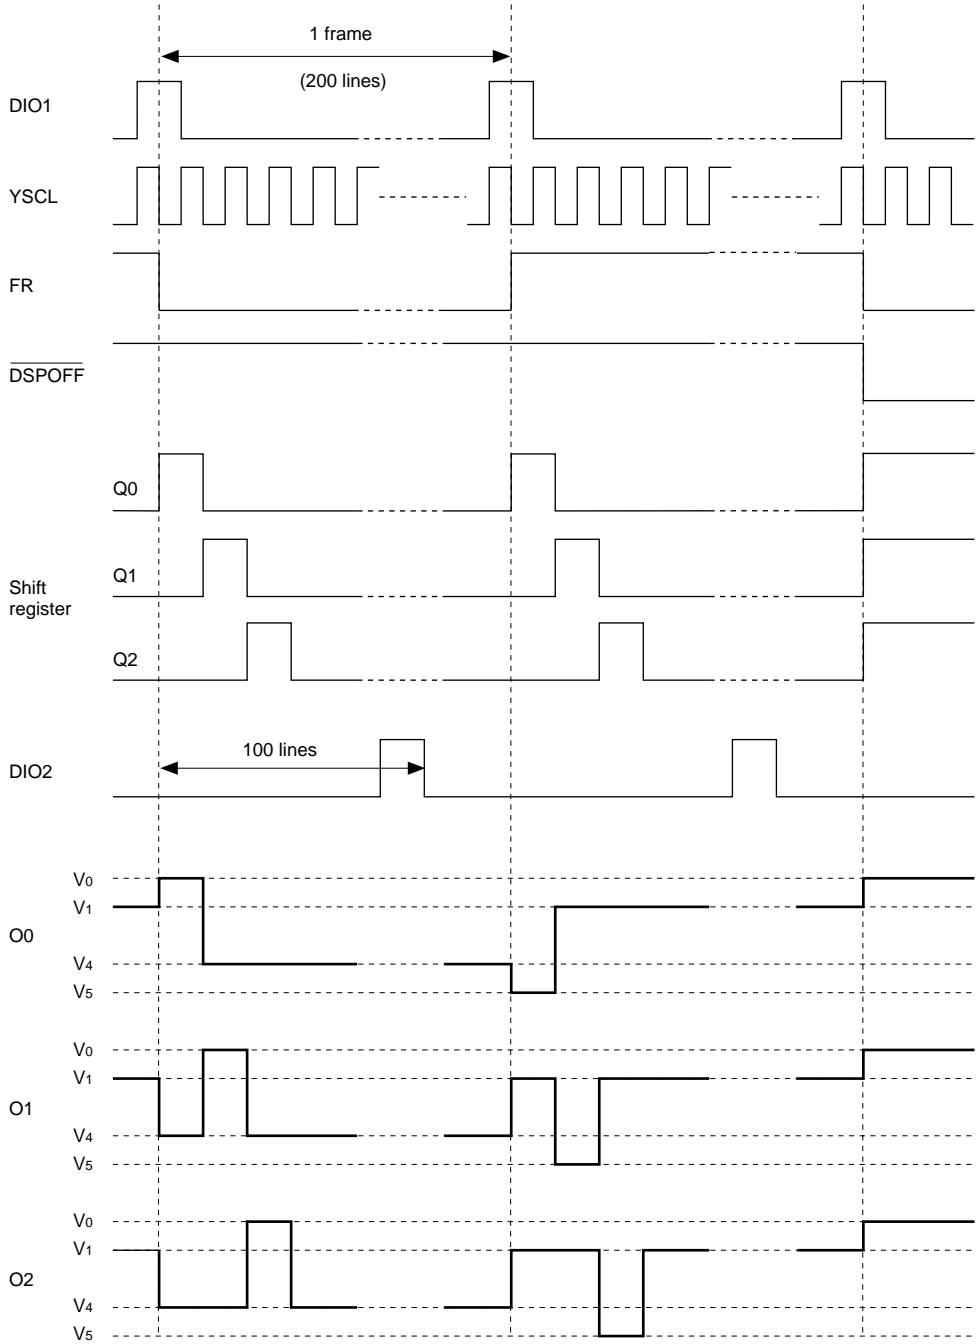 1 frame
(200 lines)
DIO1
YSCL
FR
DSPOFF
Q0
Q1
Shift
register
Q2
100 lines
DIO2
V0
V1
O0
V4
V5
V0
V1
O1
V4
V5
V0
V1
O2
V4
V5